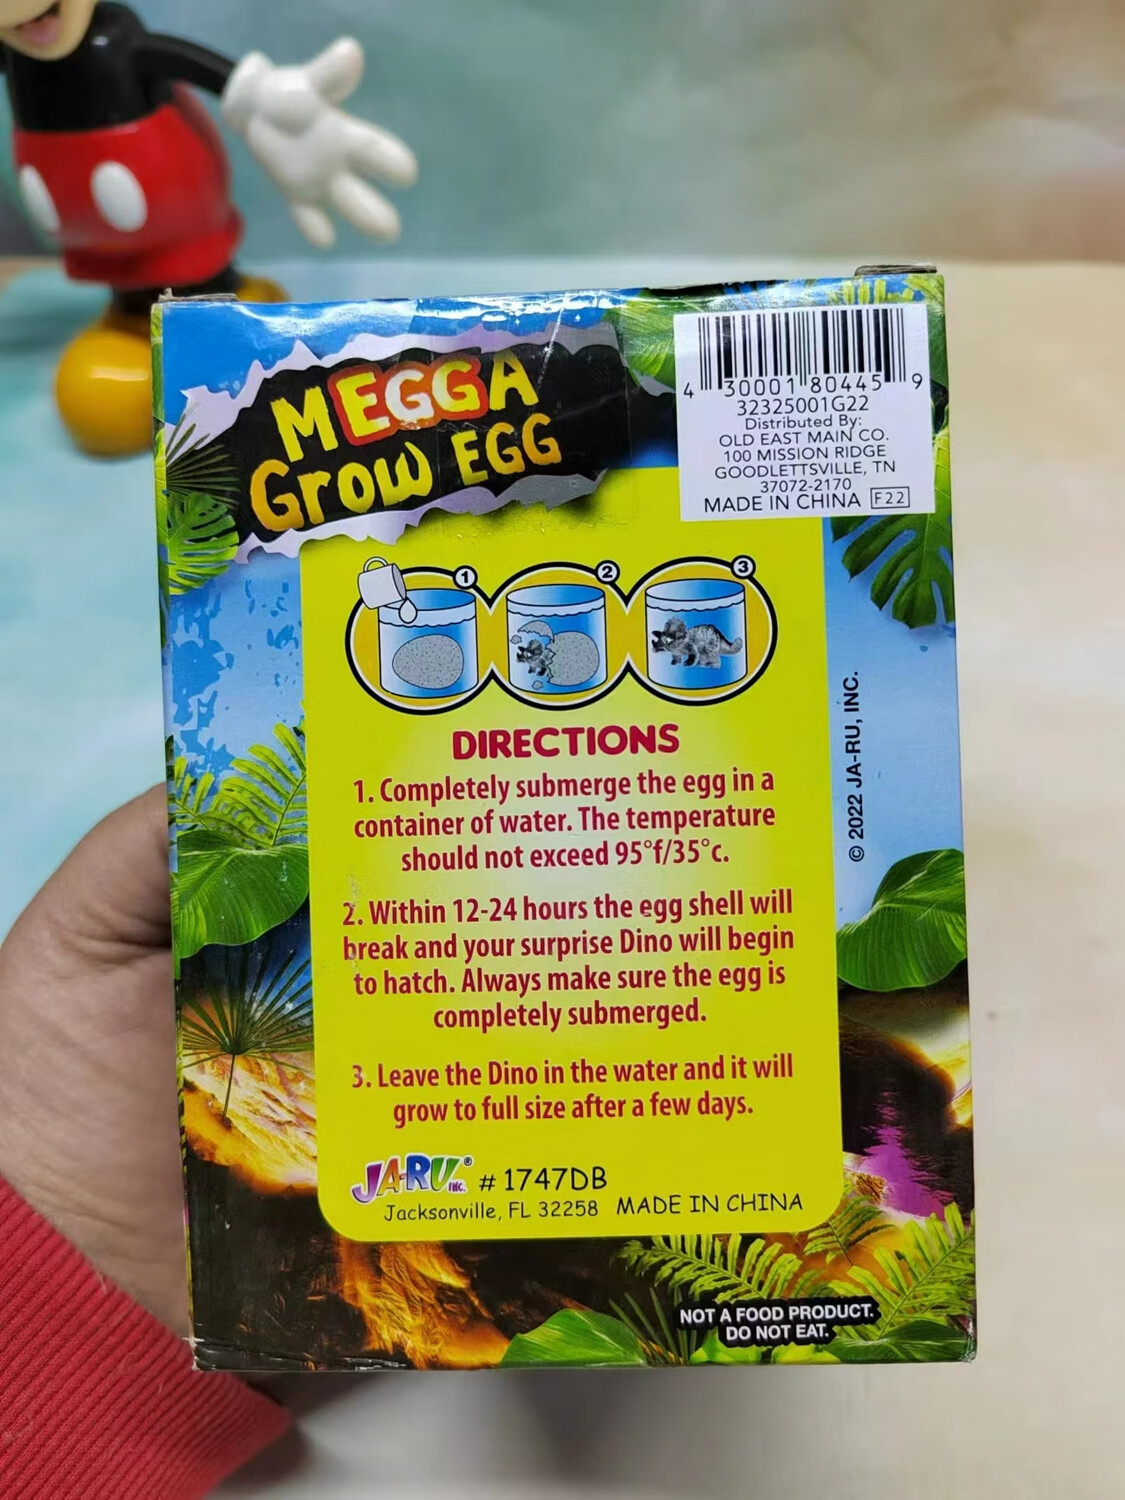 MEGGA
GROW EGG
4 30001 80445 9
32325001G22
Distributed By:
OLD EAST MAIN CO.
100 MISSION RIDGE
GOODLETTSVILLE, TN
37072-2170
MADE IN CHINA F22
1
2
3
DIRECTIONS
1. Completely submerge the egg in a
container of water. The temperature
should not exceed 95°f/35°c.
2. Within 12-24 hours the egg shell will
break and your surprise Dino will begin
to hatch. Always make sure the egg is
completely submerged.
3. Leave the Dino in the water and it will
grow to full size after a few days.
JA-RU INC.® # 1747DB
Jacksonville, FL 32258 MADE IN CHINA
© 2022 JA-RU, INC.
NOT A FOOD PRODUCT.
DO NOT EAT.